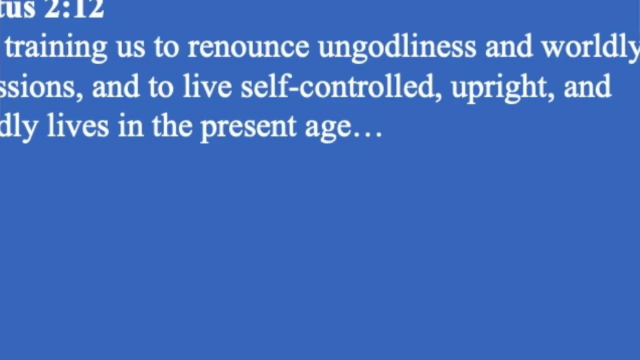 tus 2:12
training us to renounce ungodliness and worldly
ssions, and to live self-controlled, upright, and
dly lives in the present age…